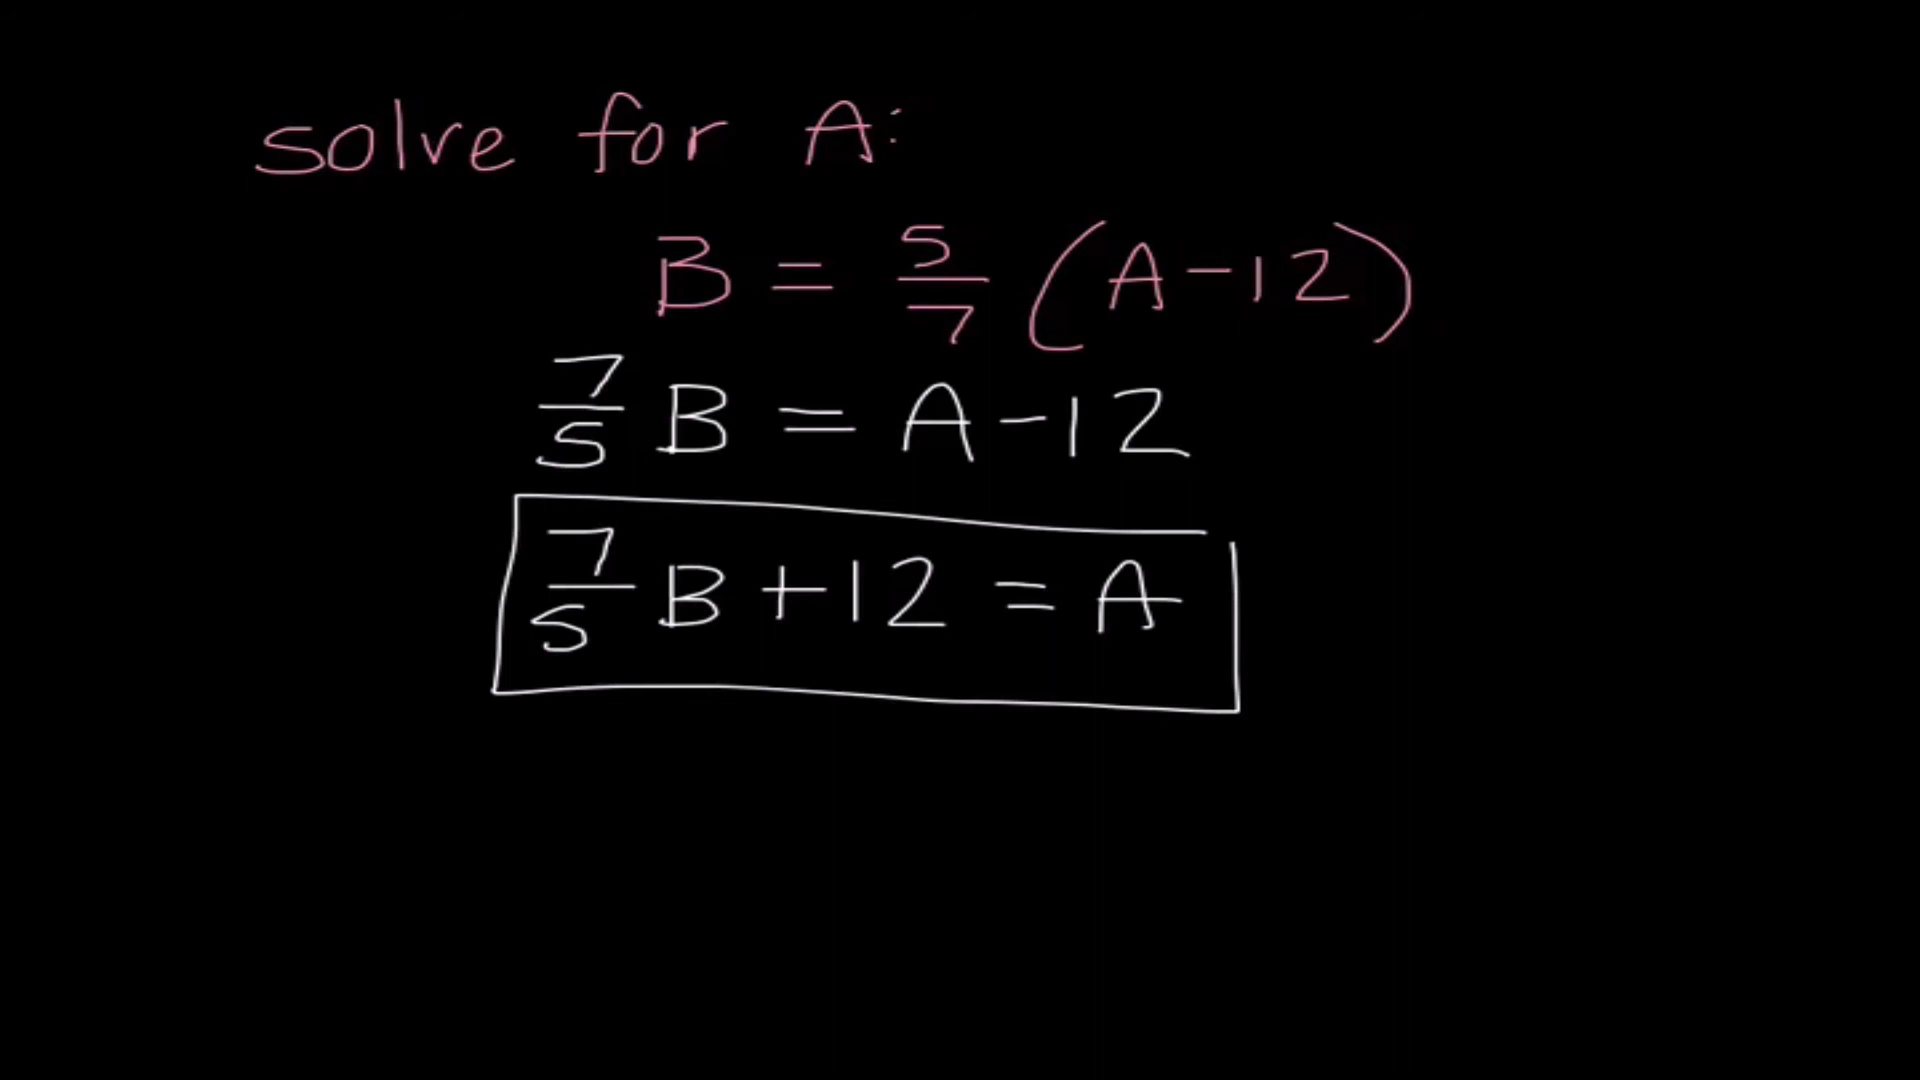 solve for A:
B = 5/7 (A-12)
7/5 B = A-12
7/5 B + 12 = A